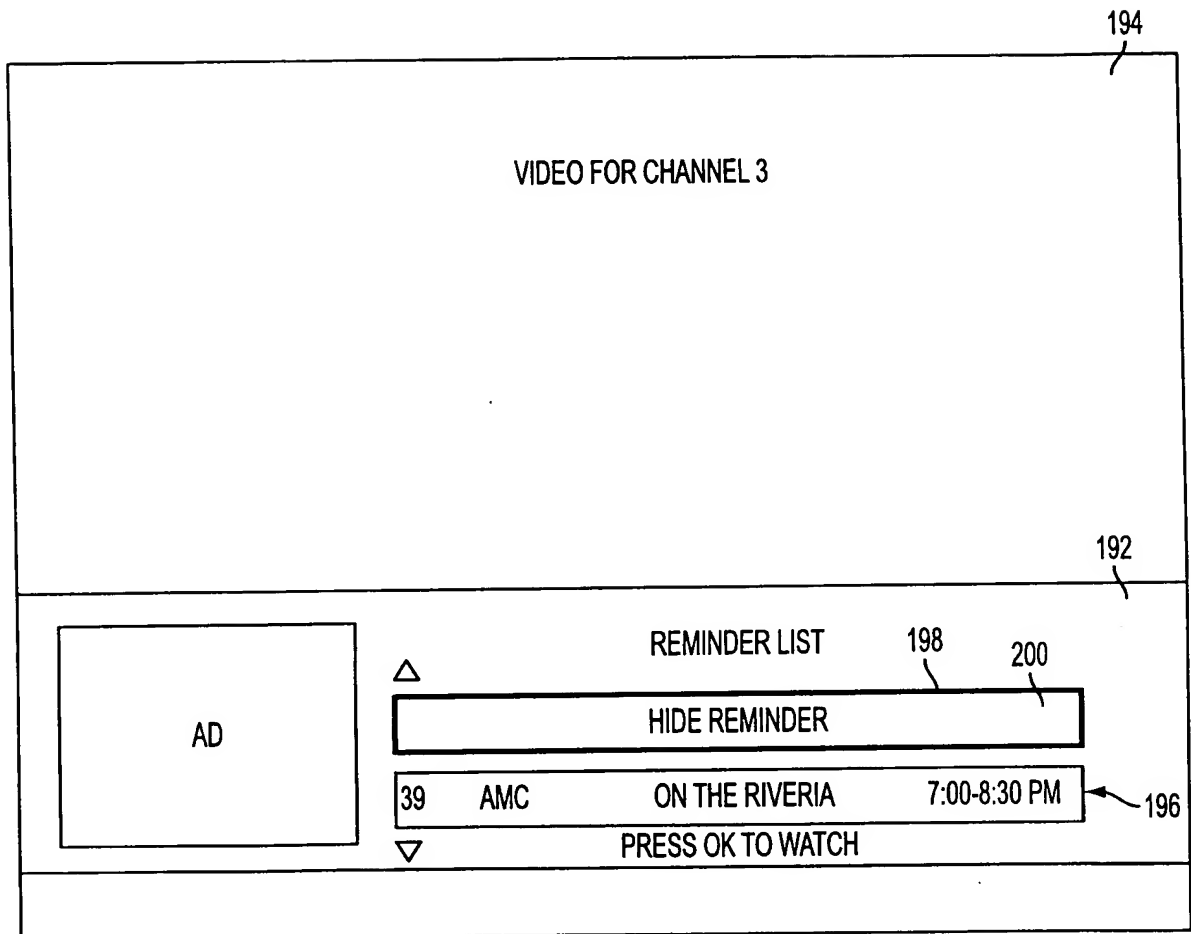 194
VIDEO FOR CHANNEL 3
192
REMINDER LIST
198
200
AD
HIDE REMINDER
39 AMC ON THE RIVERIA 7:00-8:30 PM
196
PRESS OK TO WATCH